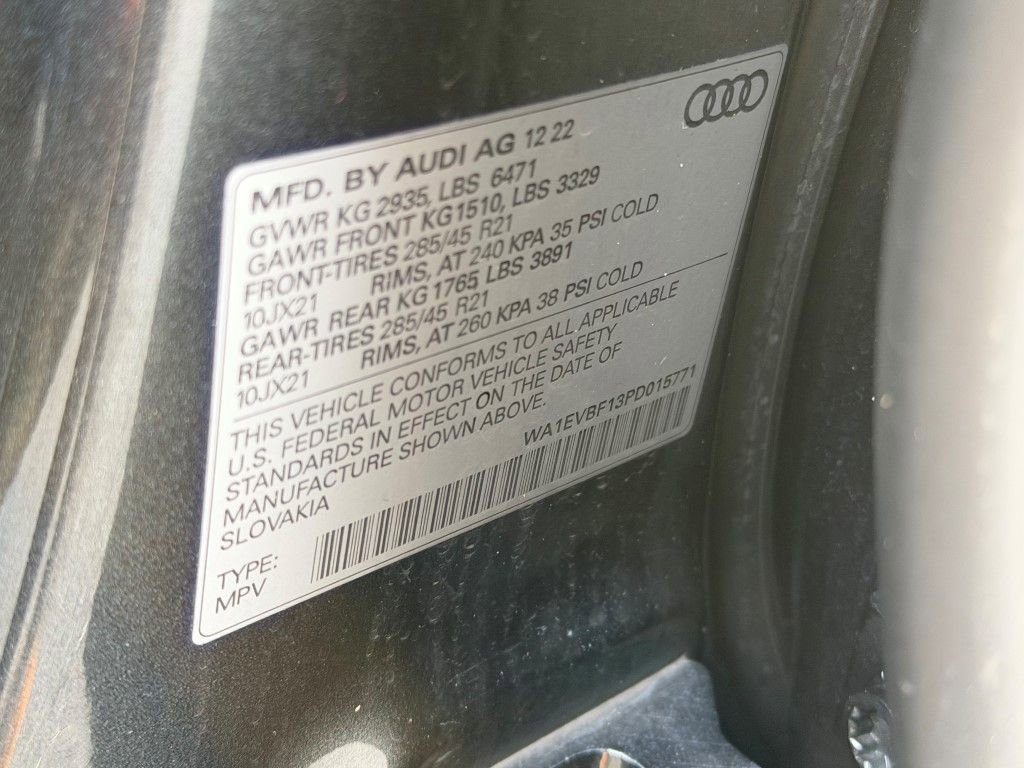 MFD. BY AUDI AG 12 22
GVWR KG 2935, LBS 6471
GAWR FRONT KG 1510, LBS 3329
FRONT-TIRES 285/45 R21
10JX21 RIMS, AT 240 KPA 35 PSI COLD
GAWR REAR KG 1765 LBS 3891
REAR-TIRES 285/45 R21
10JX21 RIMS, AT 260 KPA 38 PSI COLD
THIS VEHICLE CONFORMS TO ALL APPLICABLE
U.S. FEDERAL MOTOR VEHICLE SAFETY
STANDARDS IN EFFECT ON THE DATE OF
MANUFACTURE SHOWN ABOVE.
SLOVAKIA
WA1EVBF13PD015771
TYPE:
MPV